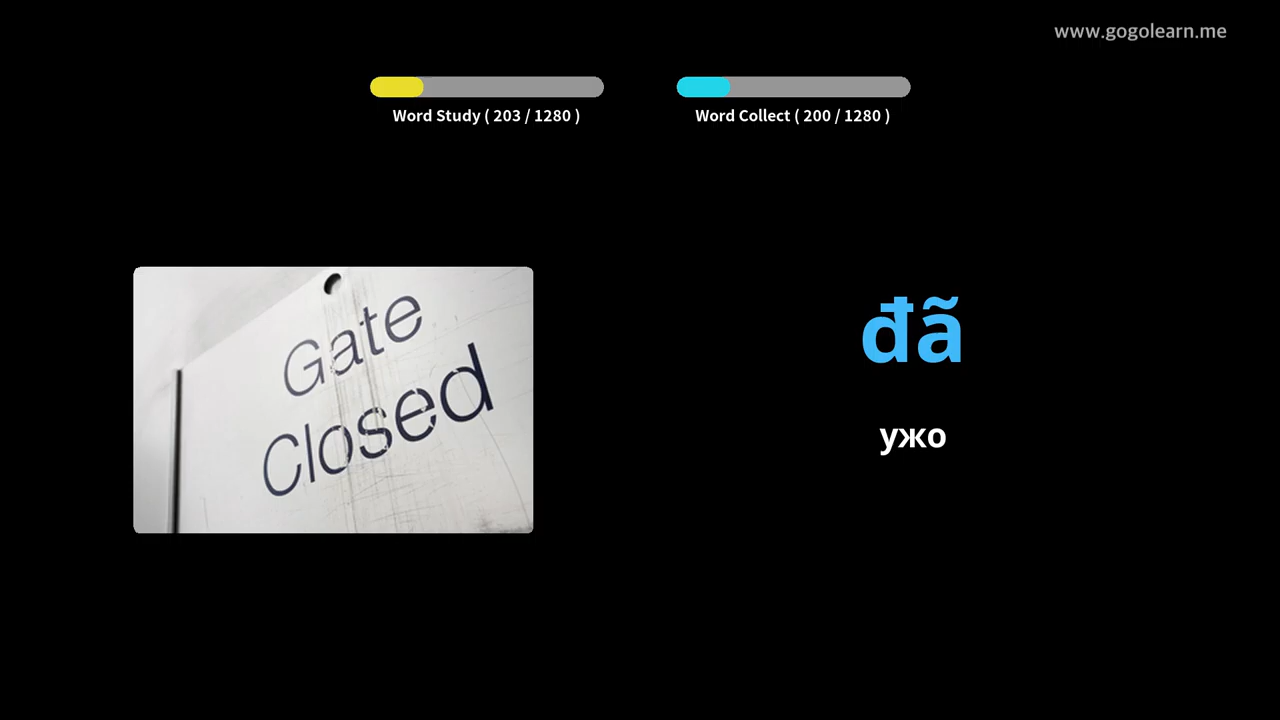 www.gogolearn.me
Word Study ( 203 / 1280 )
Word Collect ( 200 / 1280 )
Gate
Closed
đã
ужо